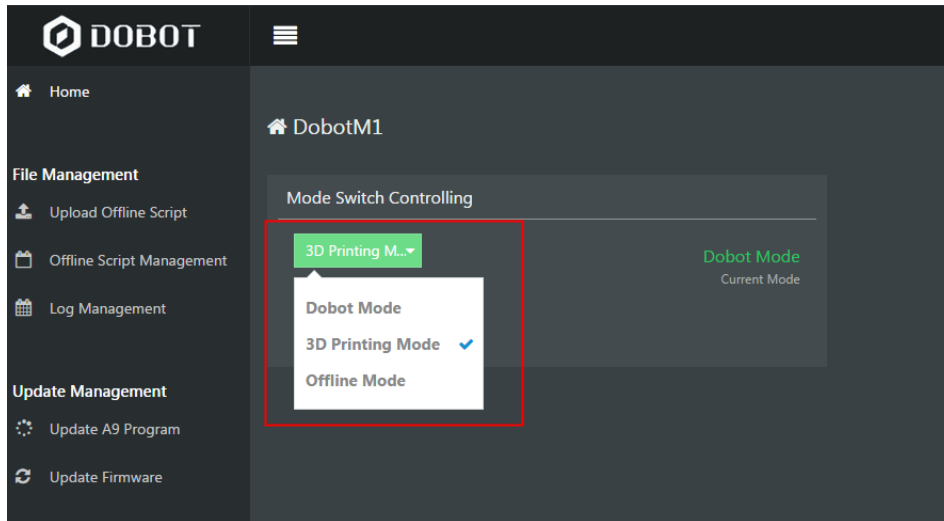 DOBOT
Home
File Management
Upload Offline Script
Offline Script Management
Log Management
Update Management
Update A9 Program
Update Firmware
DobotM1
Mode Switch Controlling
3D Printing M...
Dobot Mode
3D Printing Mode
Offline Mode
Dobot Mode
Current Mode